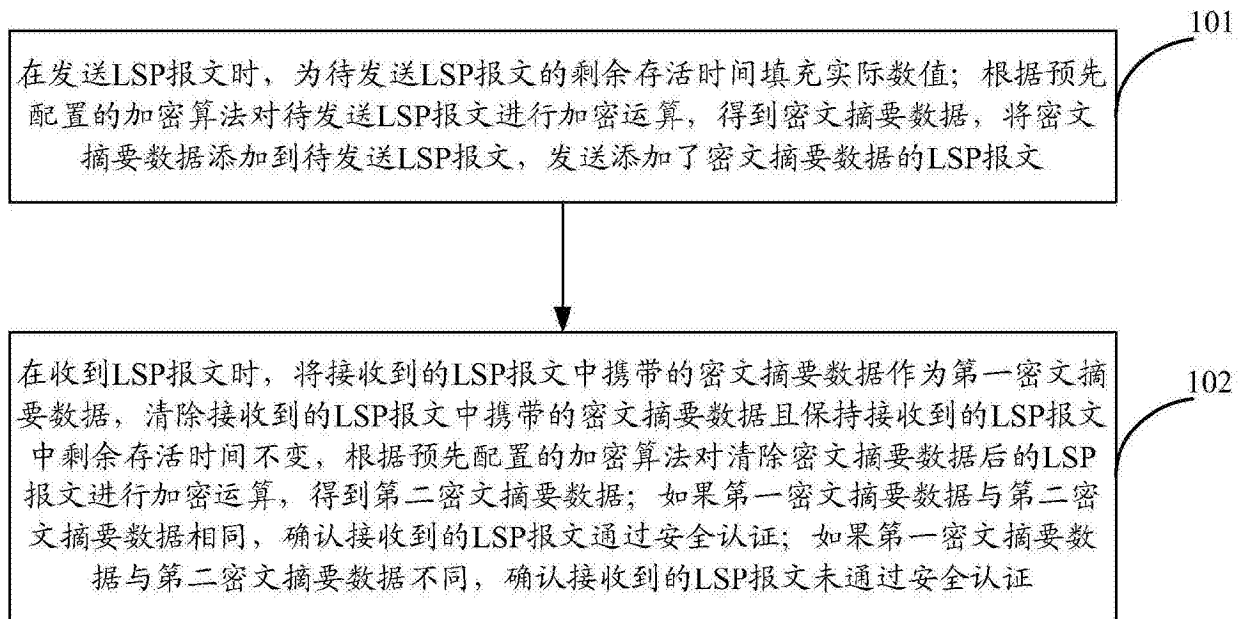 101
在发送LSP报文时，为待发送LSP报文的剩余存活时间填充实际数值；根据预先
配置的加密算法对待发送LSP报文进行加密运算，得到密文摘要数据，将密文
摘要数据添加到待发送LSP报文，发送添加了密文摘要数据的LSP报文
102
在收到LSP报文时，将接收到的LSP报文中携带的密文摘要数据作为第一密文摘
要数据，清除接收到的LSP报文中携带的密文摘要数据且保持接收到的LSP报文
中剩余存活时间不变，根据预先配置的加密算法对清除密文摘要数据后的LSP
报文进行加密运算，得到第二密文摘要数据；如果第一密文摘要数据与第二密
文摘要数据相同，确认接收到的LSP报文通过安全认证；如果第一密文摘要数
据与第二密文摘要数据不同，确认接收到的LSP报文未通过安全认证